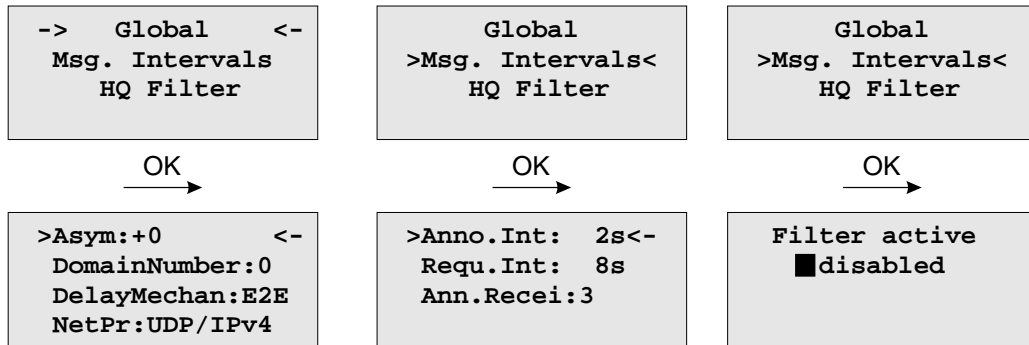 -> Global <-
Msg. Intervals
HQ Filter
OK
>Asym:+0 <-
DomainNumber:0
DelayMechan:E2E
NetPr:UDP/IPv4
Global
>Msg. Intervals<
HQ Filter
OK
>Anno.Int: 2s<-
Requ.Int: 8s
Ann.Recei:3
Global
>Msg. Intervals<
HQ Filter
OK
Filter active
disabled